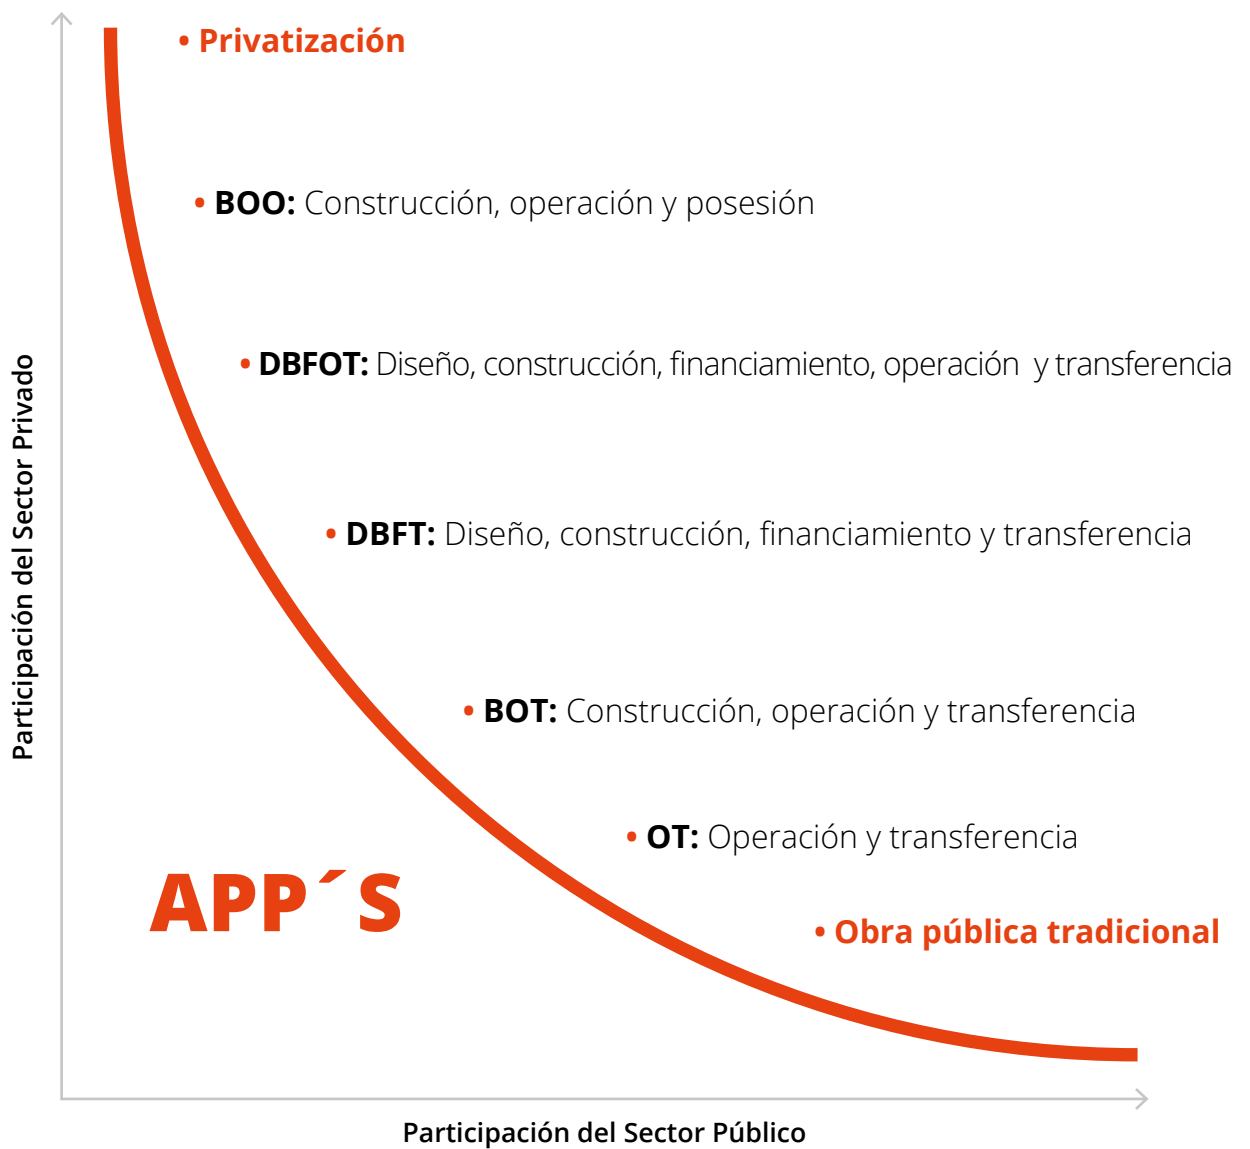 • Privatización
• BOO: Construcción, operación y posesión
• DBFOT: Diseño, construcción, financiamiento, operación y transferencia
• DBFT: Diseño, construcción, financiamiento y transferencia
• BOT: Construcción, operación y transferencia
• OT: Operación y transferencia
APP´S
• Obra pública tradicional
Participación del Sector Privado
Participación del Sector Público